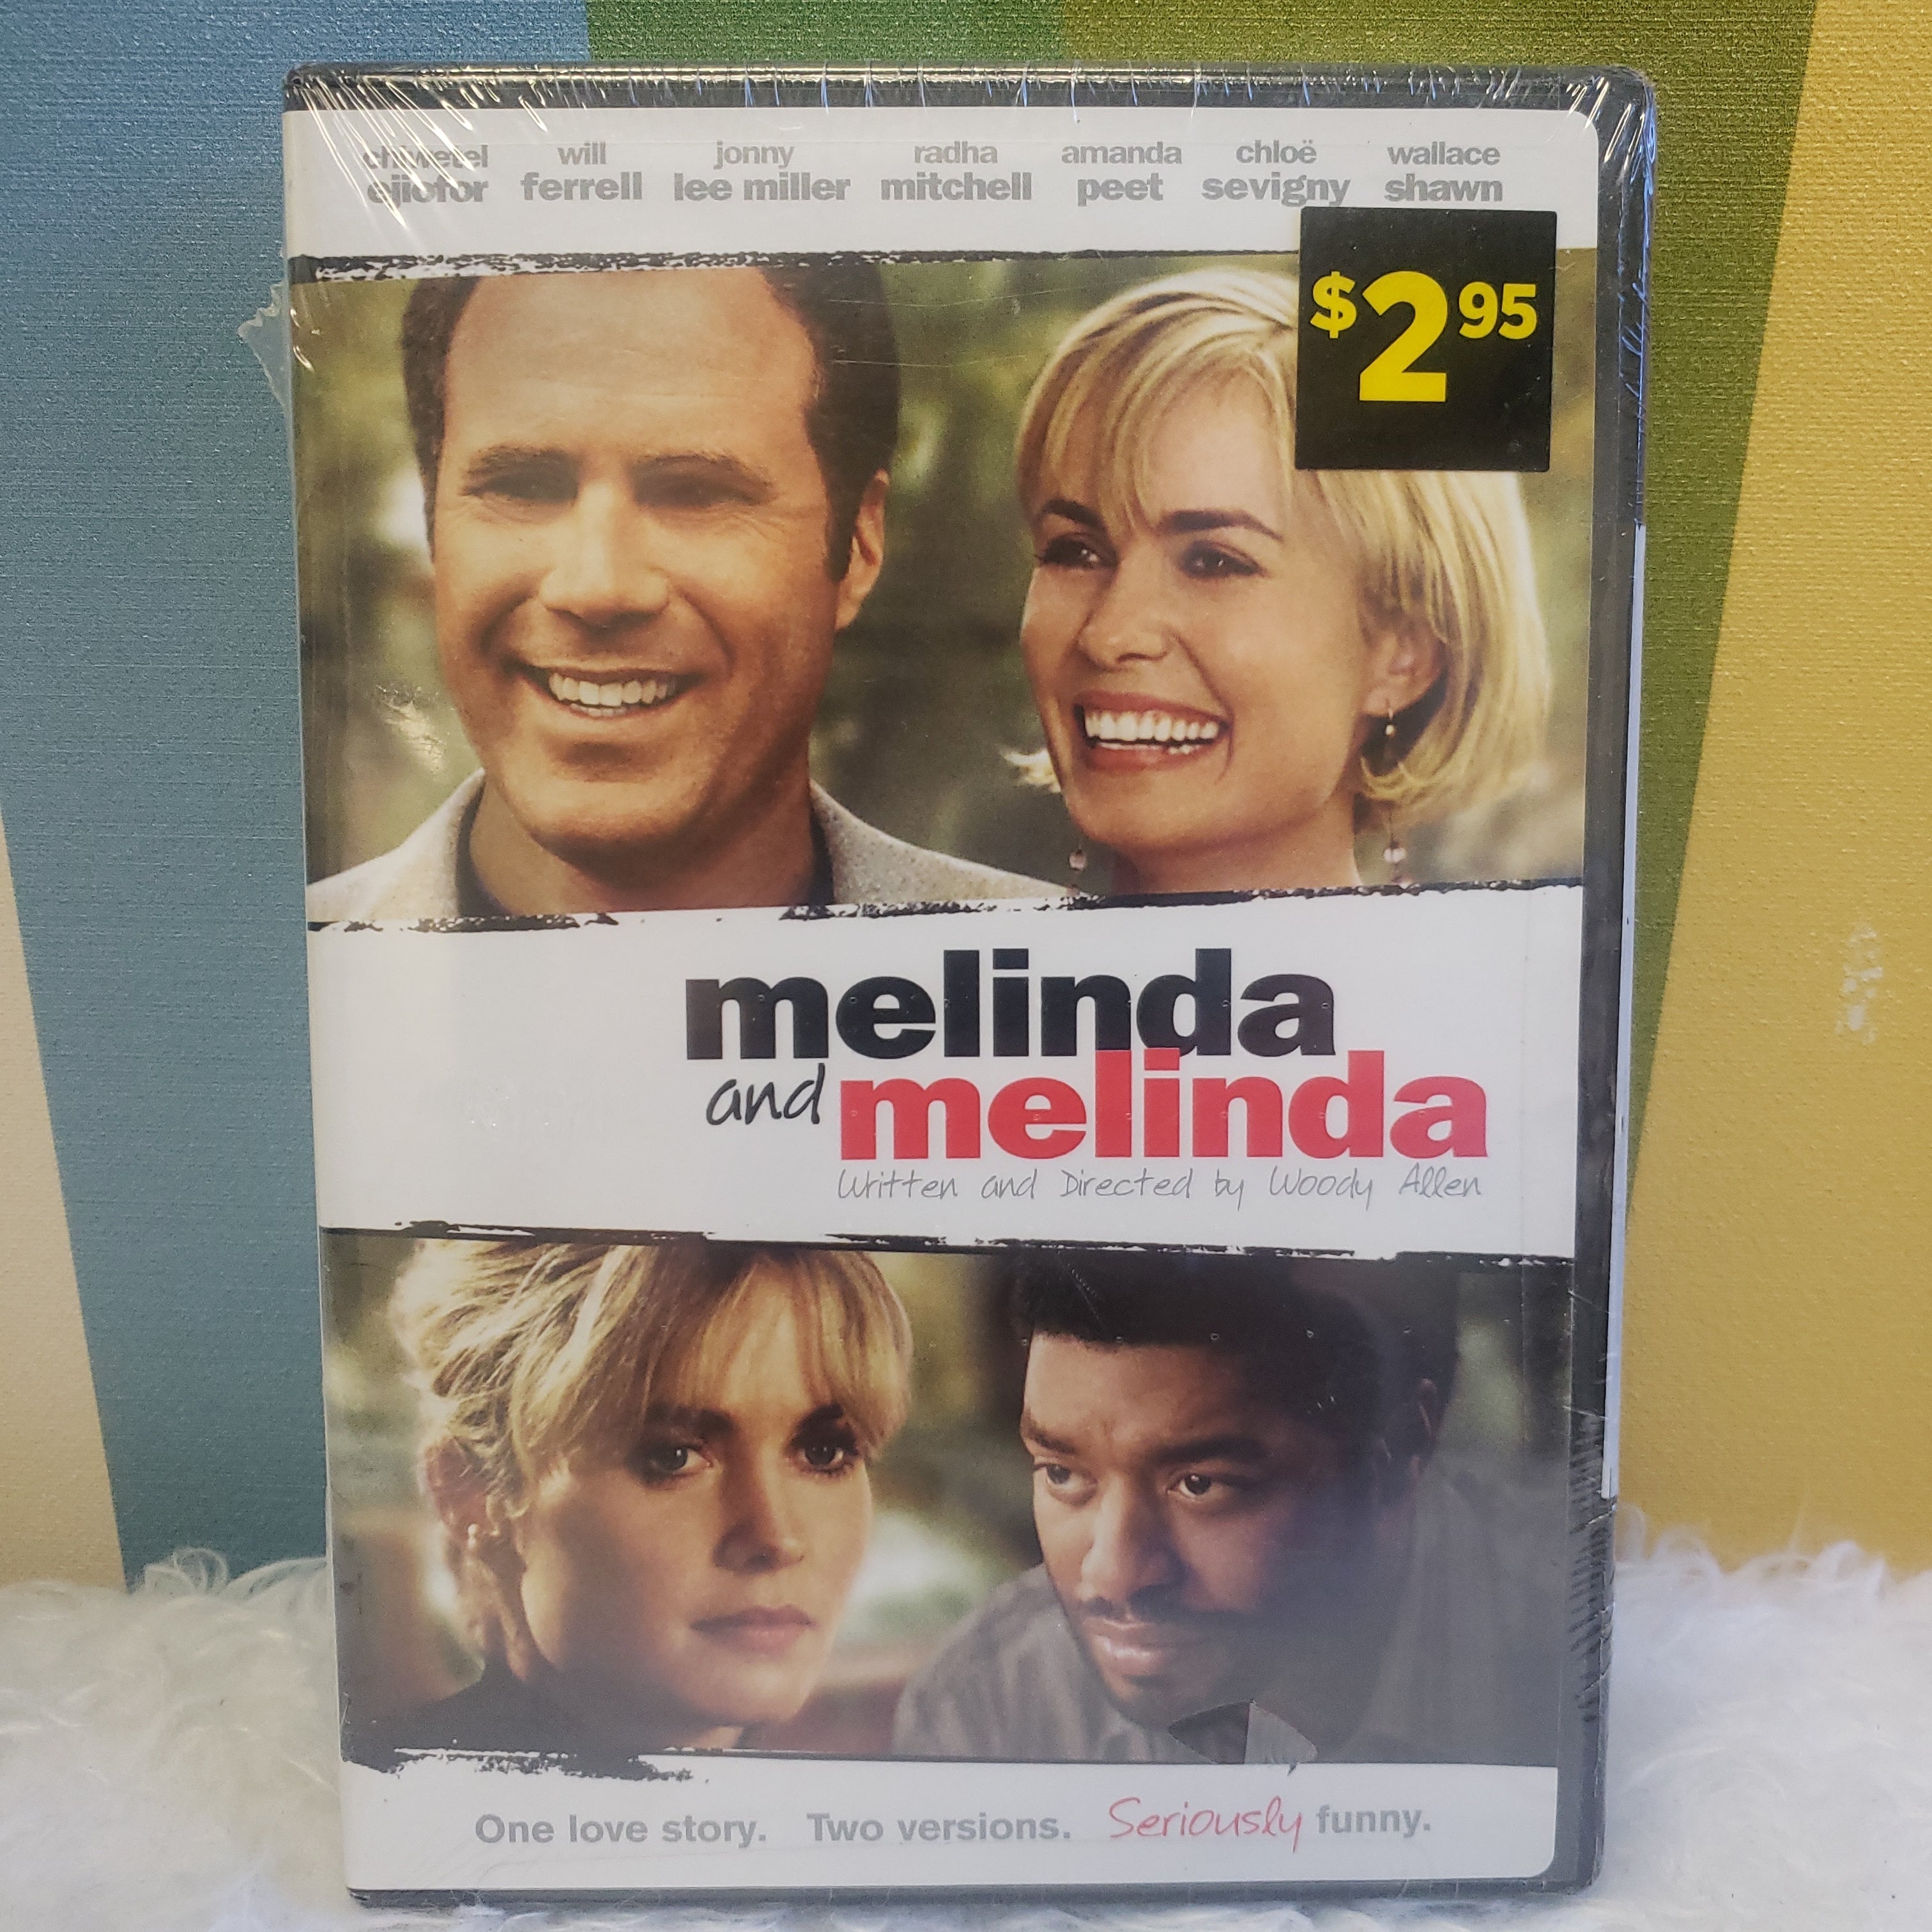 chiwetel will jonny radha amanda chloë wallace
ejiofor ferrell lee miller mitchell peet sevigny shawn
$2 95
melinda
and melinda
Written and Directed by Woody Allen
One love story. Two versions. Seriously funny.